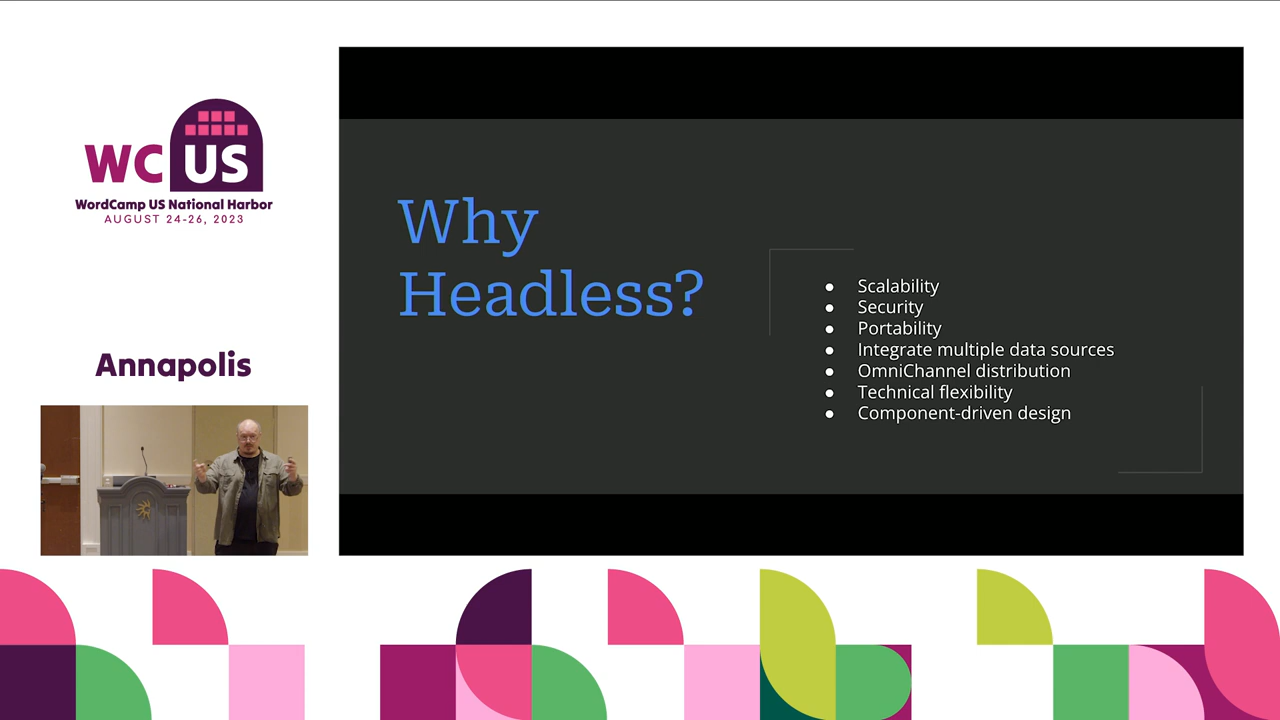 WC US
WordCamp US National Harbor
AUGUST 24-26, 2023
Annapolis
Why
Headless?
● Scalability
● Security
● Portability
● Integrate multiple data sources
● OmniChannel distribution
● Technical flexibility
● Component-driven design